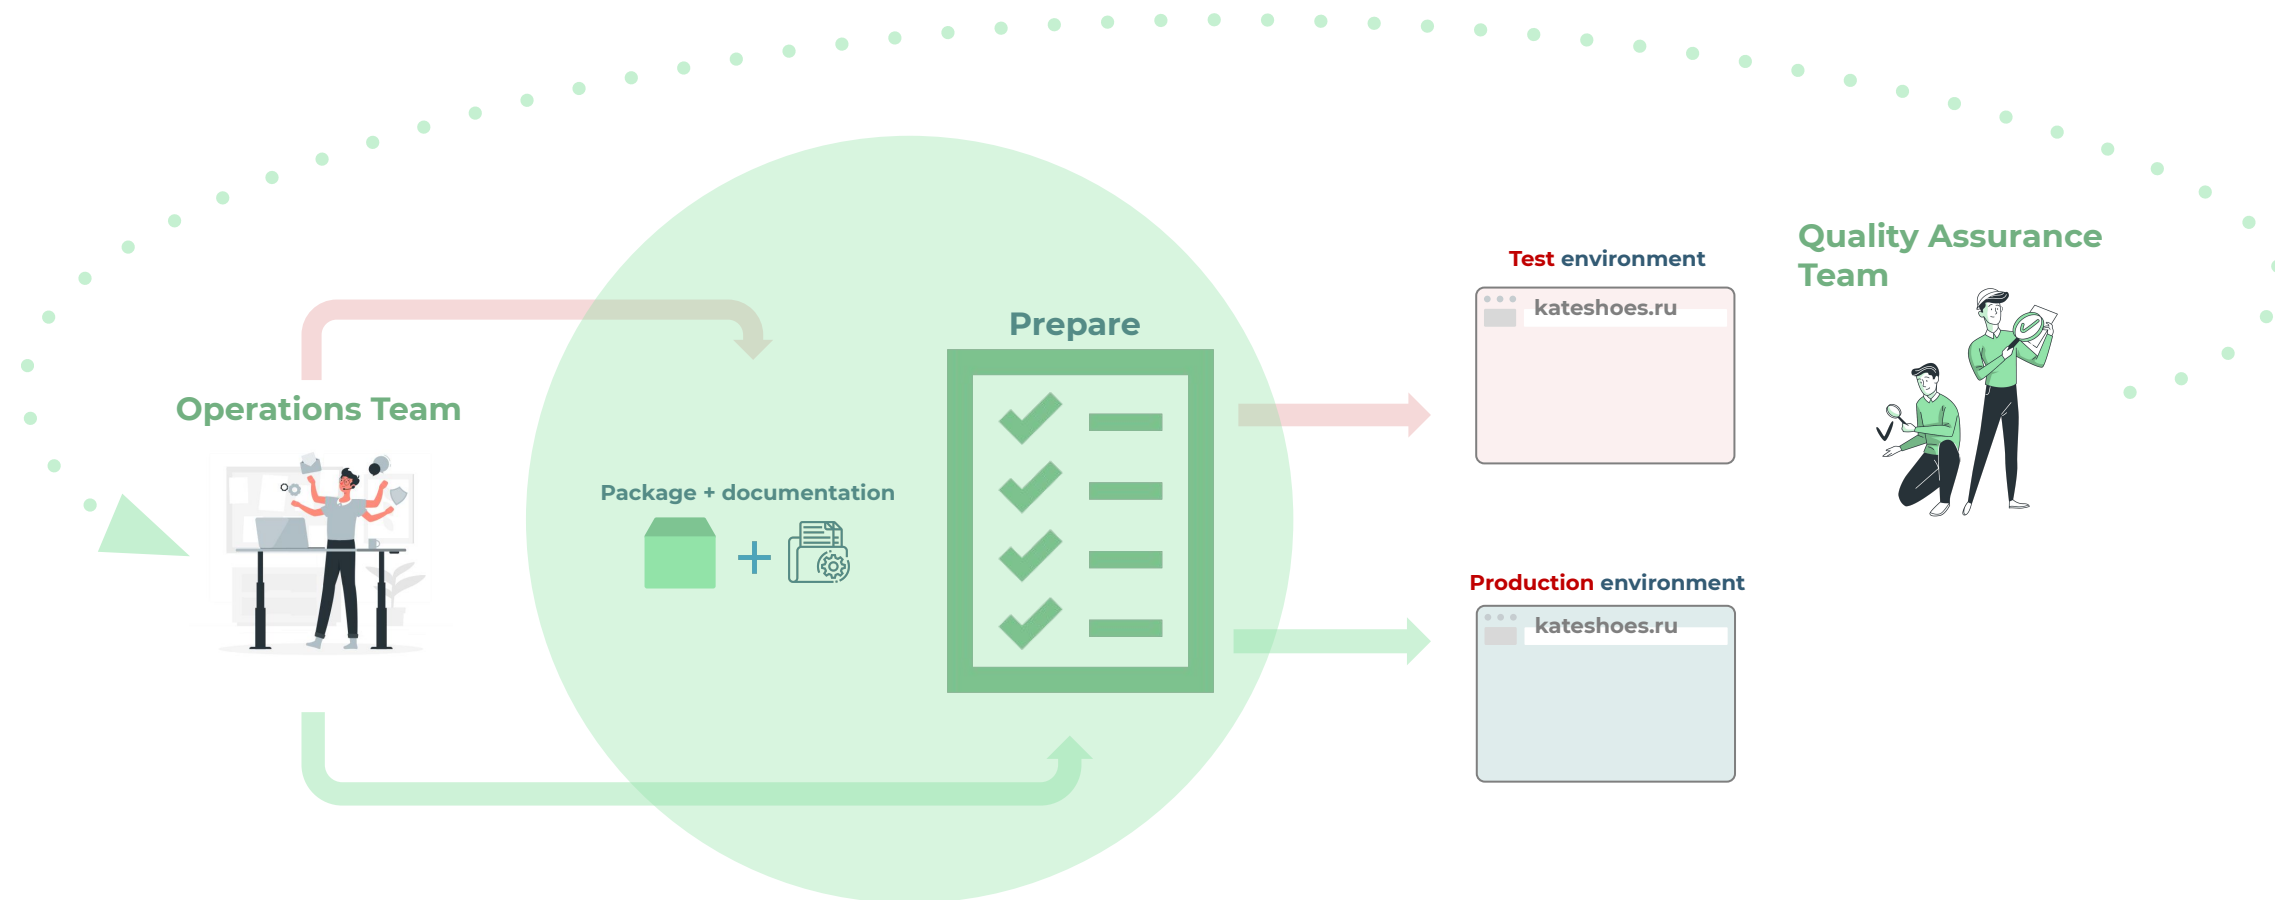 Quality Assurance
Team
Test environment
kateshoes.ru
Prepare
Operations Team
Package + documentation
Production environment
kateshoes.ru